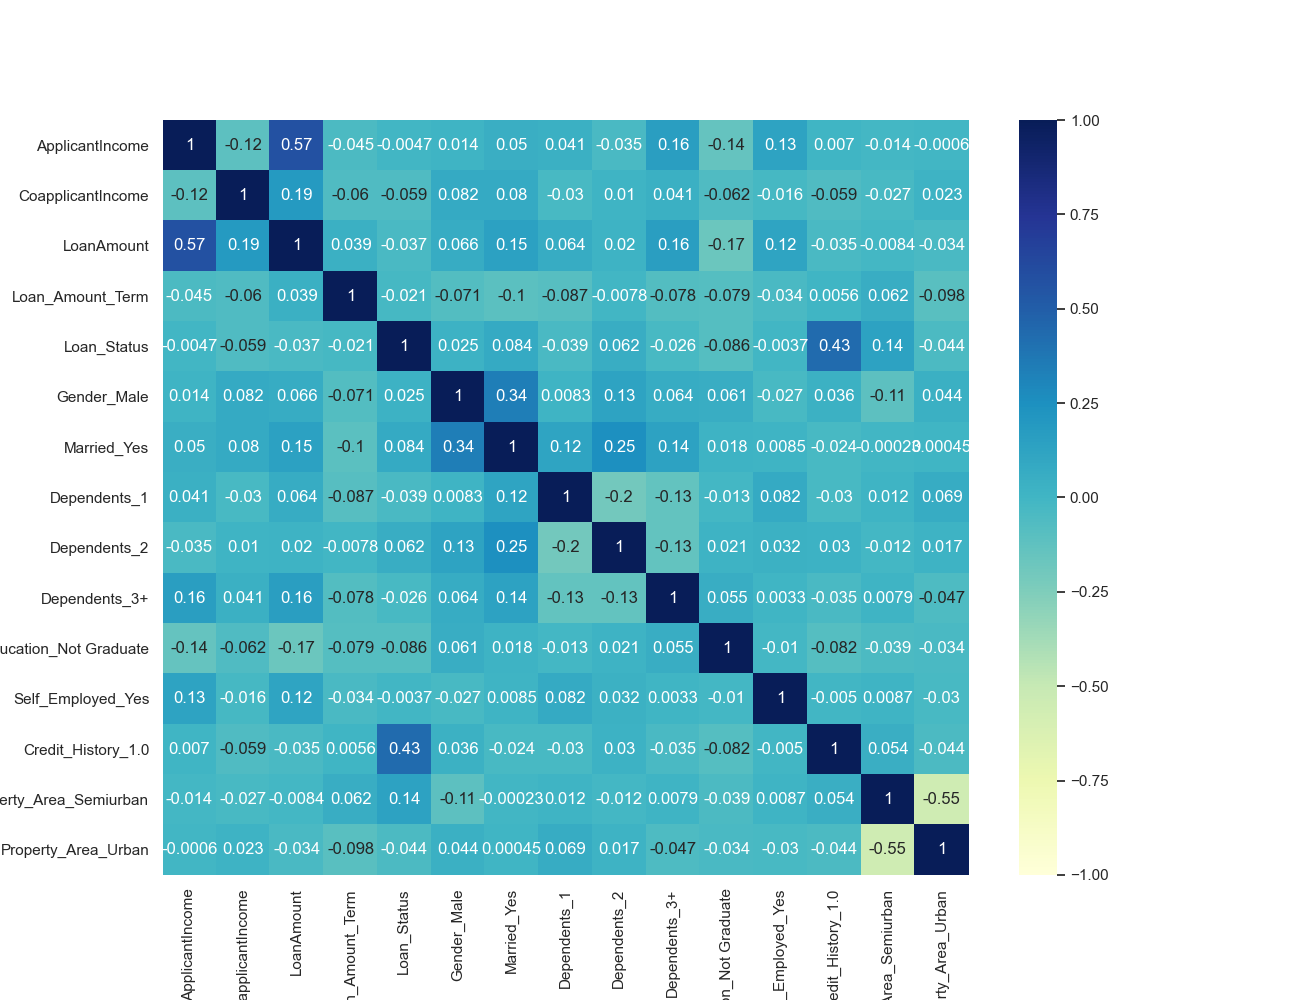 ApplicantIncome 1 -0.12 0.57 -0.045 -0.0047 0.014 0.05 0.041 -0.035 0.16 -0.14 0.13 0.007 -0.014 -0.0006
CoapplicantIncome -0.12 1 0.19 -0.06 -0.059 0.082 0.08 -0.03 0.01 0.041 -0.062 -0.016 -0.059 -0.027 0.023
LoanAmount 0.57 0.19 1 0.039 -0.037 0.066 0.15 0.064 0.02 0.16 -0.17 0.12 -0.035 -0.0084 -0.034
Loan_Amount_Term -0.045 -0.06 0.039 1 -0.021 -0.071 -0.1 -0.087 -0.0078 -0.078 -0.079 -0.034 0.0056 0.062 -0.098
Loan_Status -0.0047 -0.059 -0.037 -0.021 1 0.025 0.084 -0.039 0.062 -0.026 -0.086 -0.0037 0.43 0.14 -0.044
Gender_Male 0.014 0.082 0.066 -0.071 0.025 1 0.34 0.0083 0.13 0.064 0.061 -0.027 0.036 -0.11 0.044
Married_Yes 0.05 0.08 0.15 -0.1 0.084 0.34 1 0.12 0.25 0.14 0.018 0.0085 -0.024 -0.00023 0.00045
Dependents_1 0.041 -0.03 0.064 -0.087 -0.039 0.0083 0.12 1 -0.2 -0.13 -0.013 0.082 -0.03 0.012 0.069
Dependents_2 -0.035 0.01 0.02 -0.0078 0.062 0.13 0.25 -0.2 1 -0.13 0.021 0.032 0.03 -0.012 0.017
Dependents_3+ 0.16 0.041 0.16 -0.078 -0.026 0.064 0.14 -0.13 -0.13 1 0.055 0.0033 -0.035 0.0079 -0.047
ucation_Not Graduate -0.14 -0.062 -0.17 -0.079 -0.086 0.061 0.018 -0.013 0.021 0.055 1 -0.01 -0.082 -0.039 -0.034
Self_Employed_Yes 0.13 -0.016 0.12 -0.034 -0.0037 -0.027 0.0085 0.082 0.032 0.0033 -0.01 1 -0.005 0.0087 -0.03
Credit_History_1.0 0.007 -0.059 -0.035 0.0056 0.43 0.036 -0.024 -0.03 0.03 -0.035 -0.082 -0.005 1 0.054 -0.044
erty_Area_Semiurban -0.014 -0.027 -0.0084 0.062 0.14 -0.11 -0.00023 0.012 -0.012 0.0079 -0.039 0.0087 0.054 1 -0.55
Property_Area_Urban -0.0006 0.023 -0.034 -0.098 -0.044 0.044 0.00045 0.069 0.017 -0.047 -0.034 -0.03 -0.044 -0.55 1
ApplicantIncome
applicantIncome
LoanAmount
n_Amount_Term
Loan_Status
Gender_Male
Married_Yes
Dependents_1
Dependents_2
Dependents_3+
on_Not Graduate
_Employed_Yes
edit_History_1.0
Area_Semiurban
rty_Area_Urban
1.00
0.75
0.50
0.25
0.00
−0.25
−0.50
−0.75
−1.00